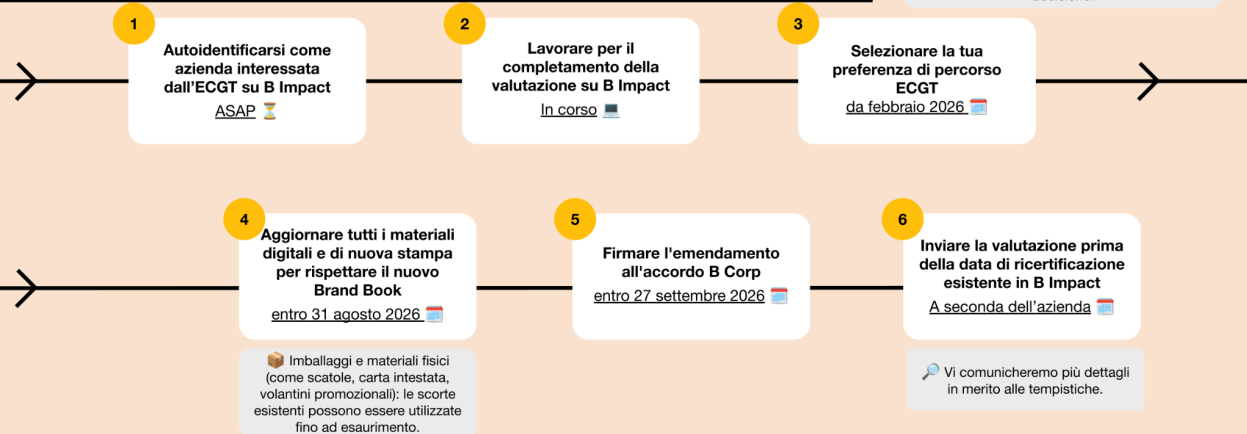 decisione.
1
Autoidentificarsi come
azienda interessata
dall'ECGT su B Impact
ASAP ⏳
2
Lavorare per il
completamento della
valutazione su B Impact
In corso 💻
3
Selezionare la tua
preferenza di percorso
ECGT
da febbraio 2026 🗓️
4
Aggiornare tutti i materiali
digitali e di nuova stampa
per rispettare il nuovo
Brand Book
entro 31 agosto 2026 🗓️
📦 Imballaggi e materiali fisici
(come scatole, carta intestata,
volantini promozionali): le scorte
esistenti possono essere utilizzate
fino ad esaurimento.
5
Firmare l'emendamento
all'accordo B Corp
entro 27 settembre 2026 🗓️
6
Inviare la valutazione prima
della data di ricertificazione
esistente in B Impact
A seconda dell'azienda 🗓️
🔎 Vi comunicheremo più dettagli
in merito alle tempistiche.